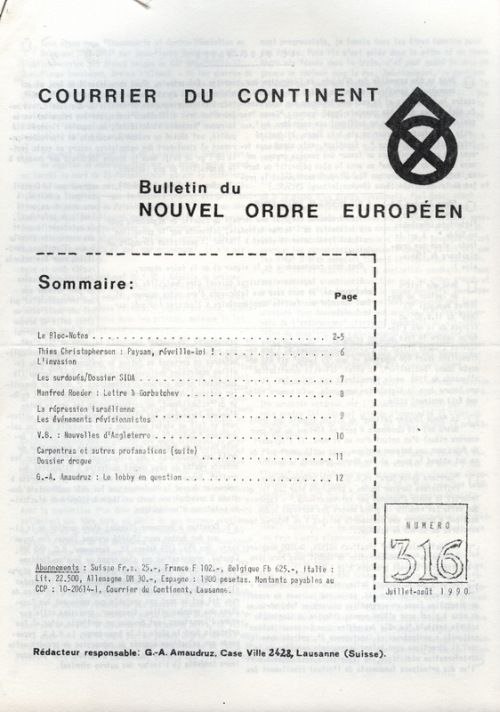 COURRIER DU CONTINENT
Bulletin du
NOUVEL ORDRE EUROPÉEN
Sommaire:
Page
Le Bloc-Notes . . . . . . . . . . . . . . . . . . . . . . . . . . . . . 2-5
Thies Christopherson : Paysan, réveille-toi ! . . . . . . . . . . . . . 6
L'invasion
Les surdoués/Dossier SIDA . . . . . . . . . . . . . . . . . . . . . . . 7
Manfred Roeder : Lettre à Gorbatchev . . . . . . . . . . . . . . . . . 8
La répression israélienne
Les événements révisionnistes . . . . . . . . . . . . . . . . . . . . . 9
V.B. : Nouvelles d'Angleterre . . . . . . . . . . . . . . . . . . . . . 10
Carpentras et autres profanations (suite)
Dossier drogue . . . . . . . . . . . . . . . . . . . . . . . . . . . . 11
G.-A. Amaudruz : Le lobby en question . . . . . . . . . . . . . . . . . 12
NUMERO
316
Juillet-août 1990
Abonnements : Suisse Fr.s. 25.-, France F 102.-, Belgique Fb 625.-, Italie :
Lit. 22.500, Allemagne DM 30.-, Espagne : 1900 pesetas. Montants payables au
CCP : 10-20614-1, Courrier du Continent, Lausanne.
Rédacteur responsable: G.-A. Amaudruz, Case Ville 2428, Lausanne (Suisse).